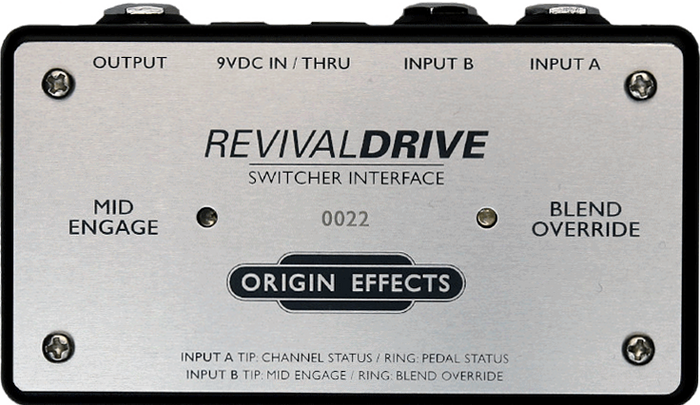 OUTPUT 9VDC IN / THRU INPUT B INPUT A
REVIVALDRIVE
SWITCHER INTERFACE
MID
ENGAGE
0022
BLEND
OVERRIDE
ORIGIN EFFECTS
INPUT A TIP: CHANNEL STATUS / RING: PEDAL STATUS
INPUT B TIP: MID ENGAGE / RING: BLEND OVERRIDE